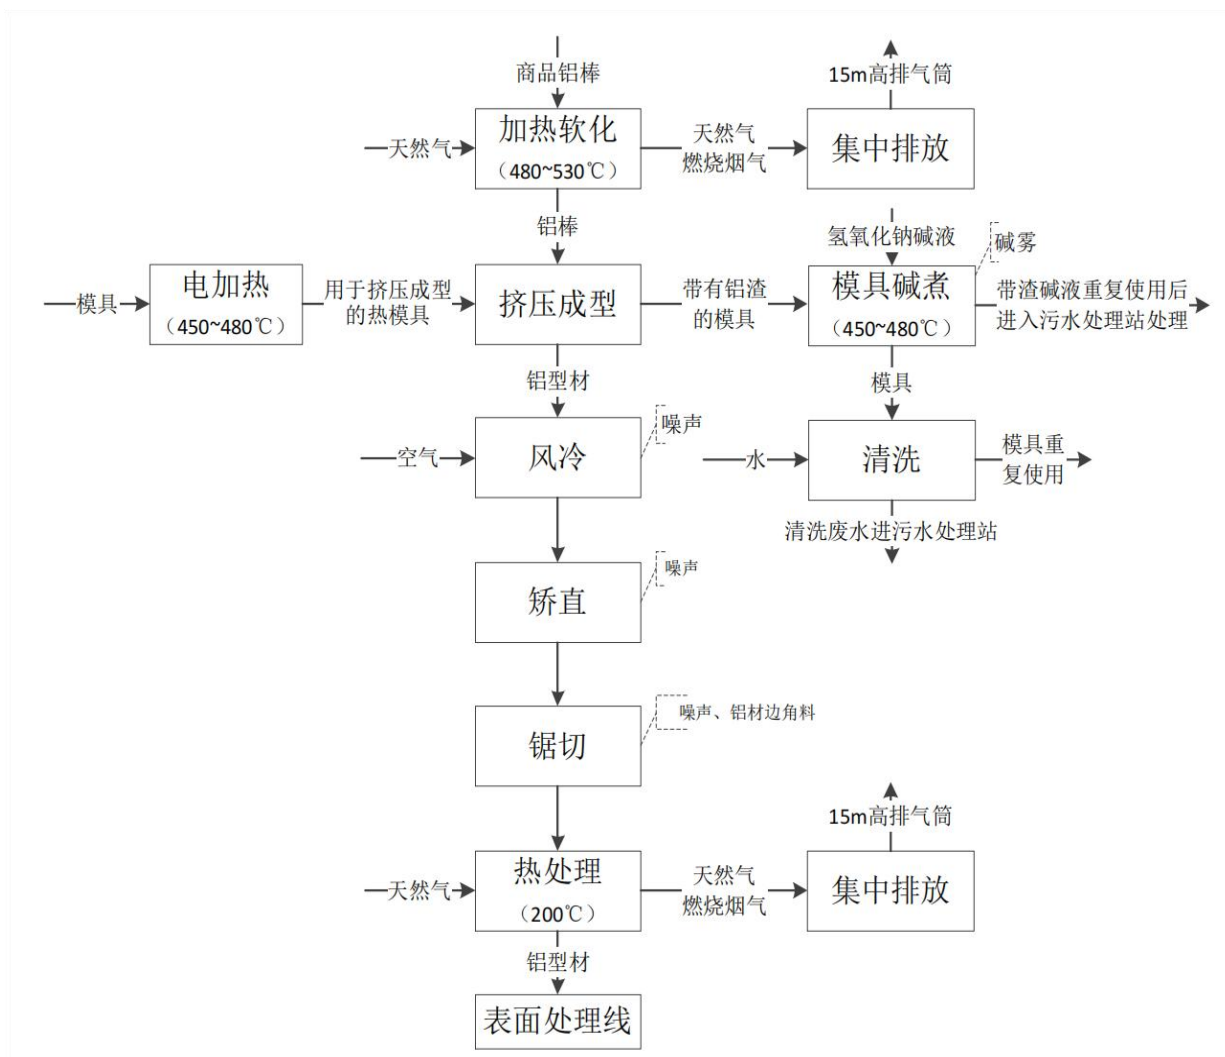 商品铝棒
15m高排气筒
天然气
加热软化
（480~530℃）
天然气
燃烧烟气
集中排放
铝棒
氢氧化钠碱液
碱雾
模具
电加热
（450~480℃）
用于挤压成型
的热模具
挤压成型
带有铝渣
的模具
模具碱煮
（450~480℃）
带渣碱液重复使用后
进入污水处理站处理
铝型材
模具
空气
风冷
噪声
水
清洗
模具重
复使用
清洗废水进污水处理站
矫直
噪声
锯切
噪声、铝材边角料
15m高排气筒
天然气
热处理
（200℃）
天然气
燃烧烟气
集中排放
铝型材
表面处理线